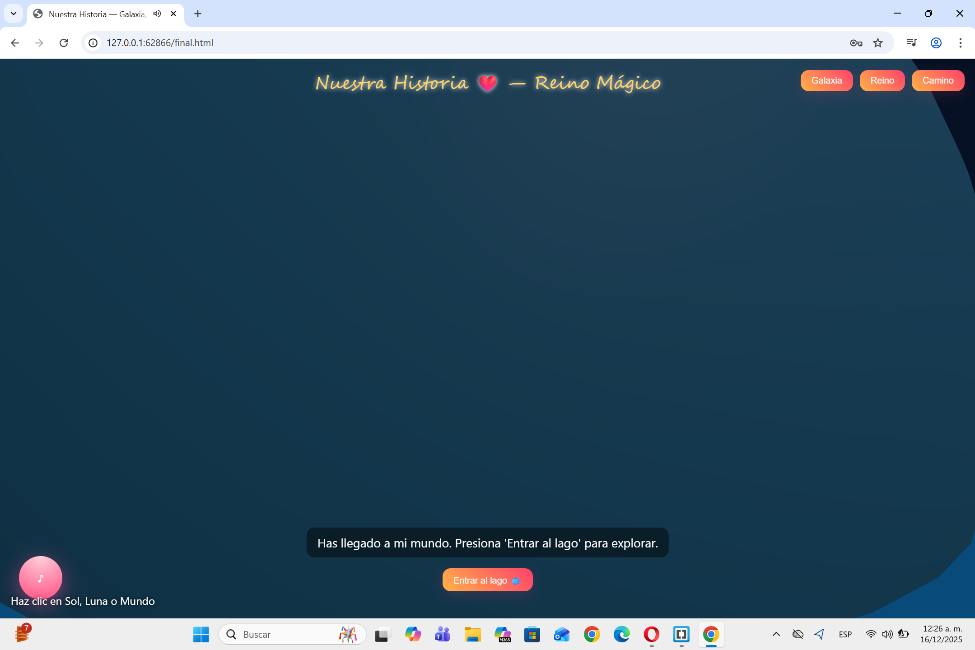 Nuestra Historia — Galaxia,
127.0.0.1:62866/final.html
Nuestra Historia 💗 — Reino Mágico
Galaxia
Reino
Camino
Has llegado a mi mundo. Presiona 'Entrar al lago' para explorar.
Entrar al lago
♪
Haz clic en Sol, Luna o Mundo
7
Buscar
ESP
12:26 a. m.
16/12/2025